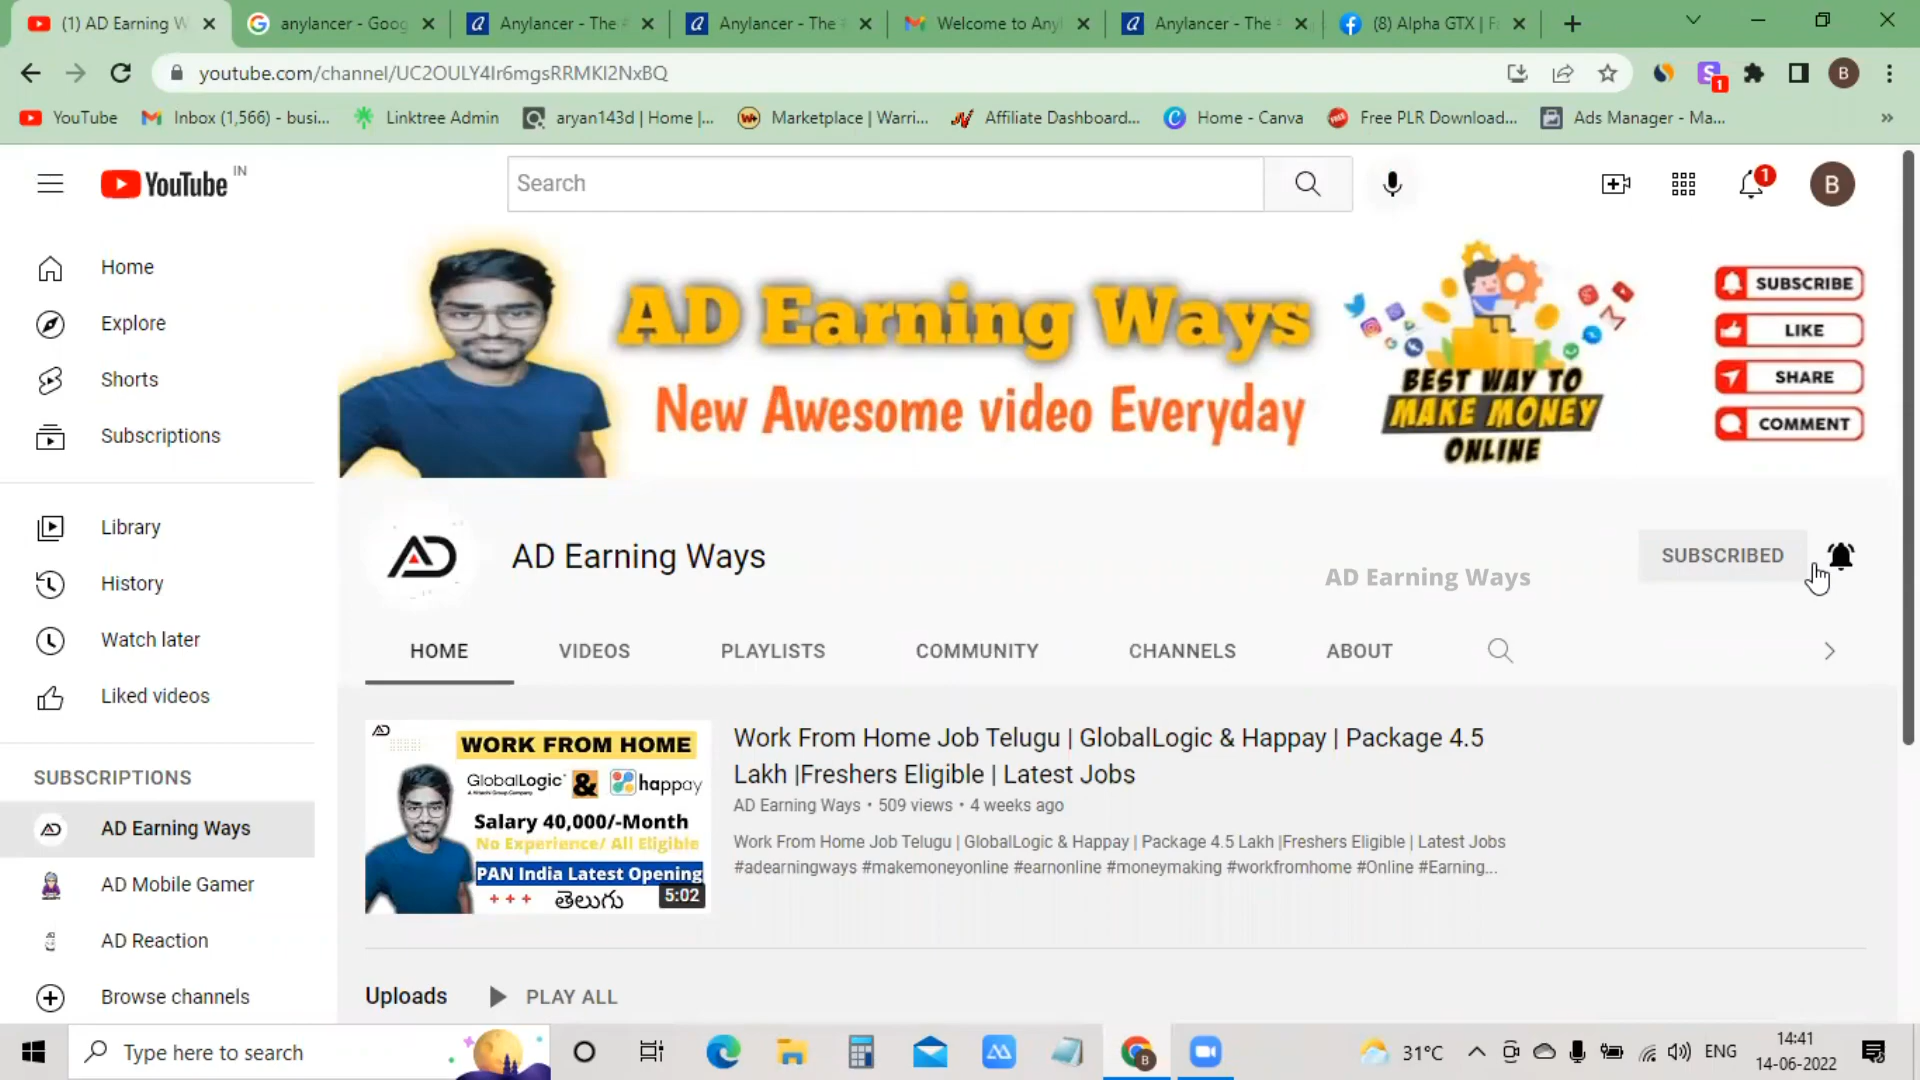 (1) AD Earning W
anylancer - Goog
Anylancer - The
Anylancer - The
Welcome to Any
Anylancer - The
(8) Alpha GTX | F
youtube.com/channel/UC2OULY4Ir6mgsRRMKI2NxBQ
1
B
YouTube
Inbox (1,566) - busi...
Linktree Admin
aryan143d | Home |...
Marketplace | Warri...
Affiliate Dashboard...
Home - Canva
Free PLR Download...
Ads Manager - Ma...
»
YouTube IN
Search
1
B
Home
Explore
Shorts
Subscriptions
Library
History
Watch later
Liked videos
SUBSCRIPTIONS
AD Earning Ways
AD Mobile Gamer
AD Reaction
Browse channels
AD Earning Ways
New Awesome video Everyday
BEST WAY TO
MAKE MONEY
ONLINE
SUBSCRIBE
LIKE
SHARE
COMMENT
AD
AD Earning Ways
AD Earning Ways
SUBSCRIBED
HOME
VIDEOS
PLAYLISTS
COMMUNITY
CHANNELS
ABOUT
WORK FROM HOME
GlobalLogic & happay
Salary 40,000/-Month
No Experience/ All Eligible
PAN India Latest Opening
తెలుగు
5:02
Work From Home Job Telugu | GlobalLogic & Happay | Package 4.5
Lakh |Freshers Eligible | Latest Jobs
AD Earning Ways • 509 views • 4 weeks ago
Work From Home Job Telugu | GlobalLogic & Happay | Package 4.5 Lakh |Freshers Eligible | Latest Jobs
#adearningways #makemoneyonline #earnonline #moneymaking #workfromhome #Online #Earning...
Uploads
PLAY ALL
Type here to search
31°C
ENG
14:41
14-06-2022